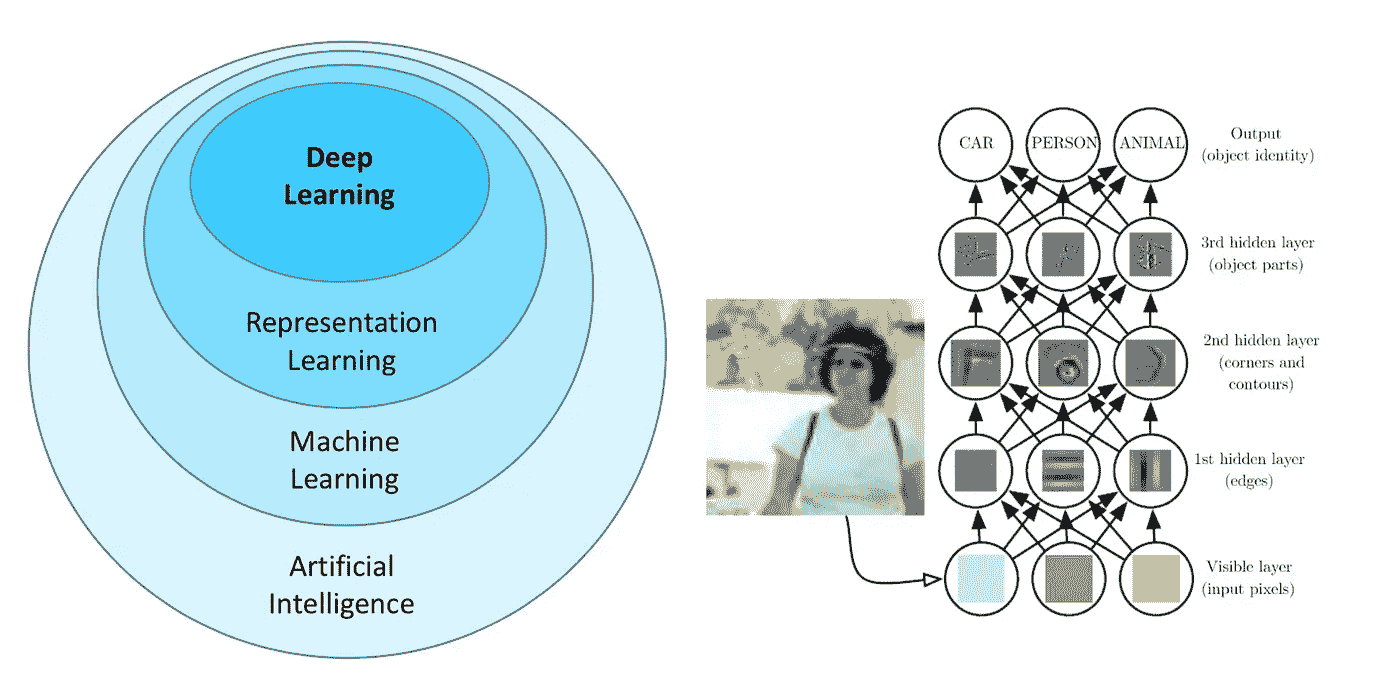 Deep
Learning
Representation
Learning
Machine
Learning
Artificial
Intelligence
CAR
PERSON
ANIMAL
Output
(object identity)
3rd hidden layer
(object parts)
2nd hidden layer
(corners and
contours)
1st hidden layer
(edges)
Visible layer
(input pixels)